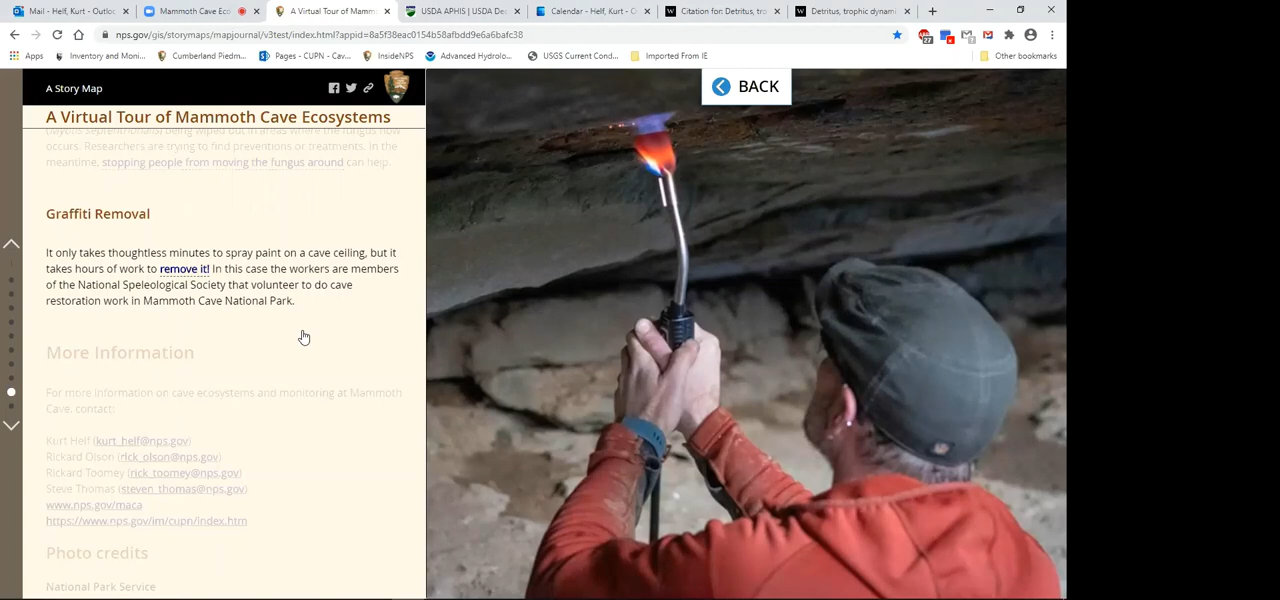 Mail - Helf, Kurt - Outloo
Mammoth Cave Eco
A Virtual Tour of Mammoth Cav
USDA APHIS | USDA Dep
Calendar - Helf, Kurt - O
Citation for: Detritus, tro
Detritus, trophic dynami
nps.gov/gis/storymaps/mapjournal/v3test/index.html?appid=8a5f38eac0154b58afbdd9e6a6bafc38
Apps
Inventory and Moni...
Cumberland Piedm...
Pages - CUPN - Cav...
InsideNPS
Advanced Hydrolo...
USGS Current Cond...
Imported From IE
Other bookmarks
A Story Map
BACK
A Virtual Tour of Mammoth Cave Ecosystems
being wiped out in areas where the fungus now
occurs. Researchers are trying to find preventions or treatments. In the
meantime, stopping people from moving the fungus around can help.
Graffiti Removal
It only takes thoughtless minutes to spray paint on a cave ceiling, but it
takes hours of work to remove it! In this case the workers are members
of the National Speleological Society that volunteer to do cave
restoration work in Mammoth Cave National Park.
More Information
For more information on cave ecosystems and monitoring at Mammoth
Cave, contact:
Kurt Helf (kurt_helf@nps.gov)
Rickard Olson (rick_olson@nps.gov)
Rickard Toomey (rick_toomey@nps.gov)
Steve Thomas (steven_thomas@nps.gov)
www.nps.gov/maca
https://www.nps.gov/im/cupn/index.htm
Photo credits
National Park Service